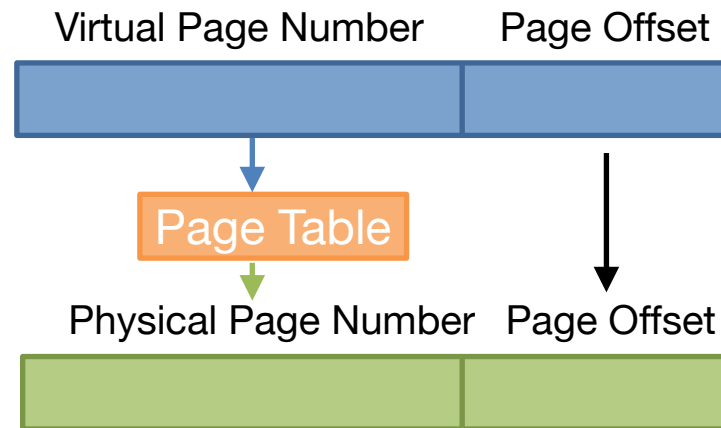 Virtual Page Number Page Offset
Page Table
Physical Page Number Page Offset